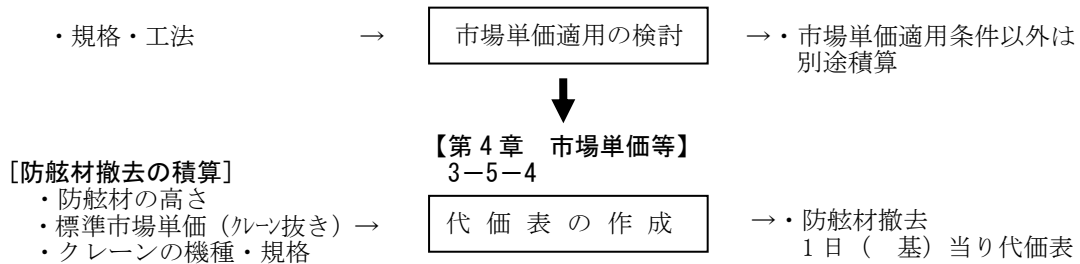 ・規格・工法 → 市場単価適用の検討 →・市場単価適用条件以外は
別途積算
【第4章 市場単価等】
3－5－4
[防舷材撤去の積算]
・防舷材の高さ
・標準市場単価（ｸﾚｰﾝ抜き）→ 代価表の作成 →・防舷材撤去
・クレーンの機種・規格 1日（ 基）当り代価表